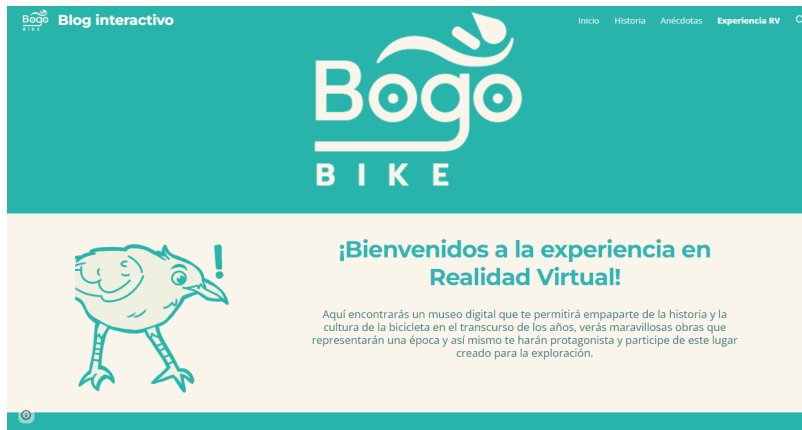 Bogo
BIKE
Blog interactivo
Inicio Historia Anécdotas Experiencia RV
Bogo
BIKE
!
¡Bienvenidos a la experiencia en
Realidad Virtual!
Aquí encontrarás un museo digital que te permitirá empaparte de la historia y la
cultura de la bicicleta en el transcurso de los años, verás maravillosas obras que
representarán una época y así mismo te harán protagonista y participe de este lugar
creado para la exploración.